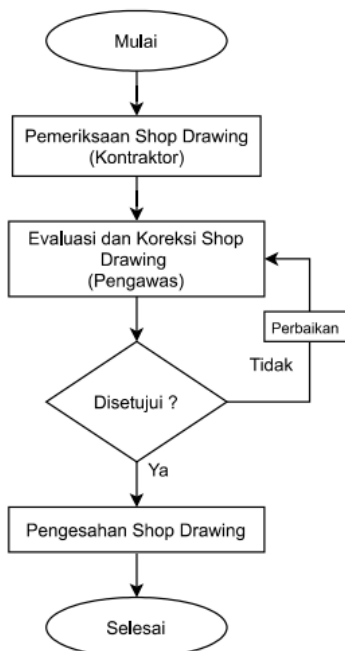 Mulai
Pemeriksaan Shop Drawing
(Kontraktor)
Evaluasi dan Koreksi Shop
Drawing
(Pengawas)
Perbaikan
Tidak
Disetujui ?
Ya
Pengesahan Shop Drawing
Selesai